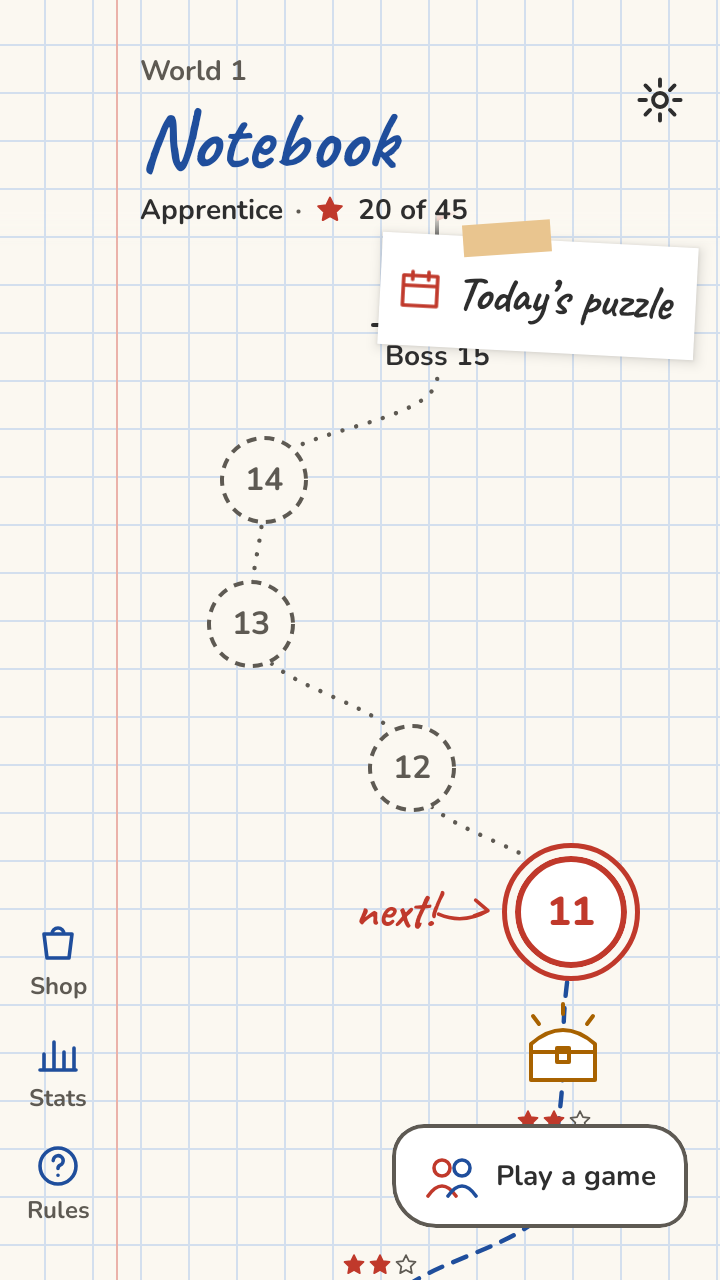 World 1
Notebook
Apprentice · ★ 20 of 45
Today's puzzle
Boss 15
14
13
12
11
next!
Shop
Stats
Play a game
Rules